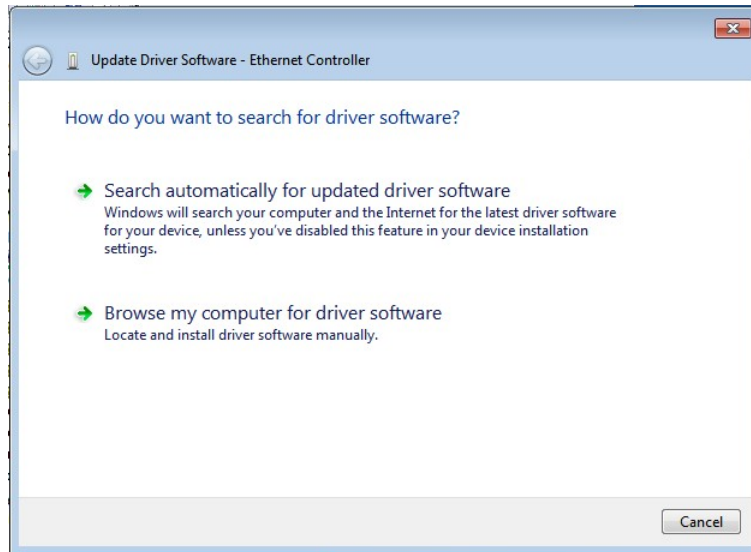 Update Driver Software - Ethernet Controller
How do you want to search for driver software?
Search automatically for updated driver software
Windows will search your computer and the Internet for the latest driver software
for your device, unless you've disabled this feature in your device installation
settings.
Browse my computer for driver software
Locate and install driver software manually.
Cancel